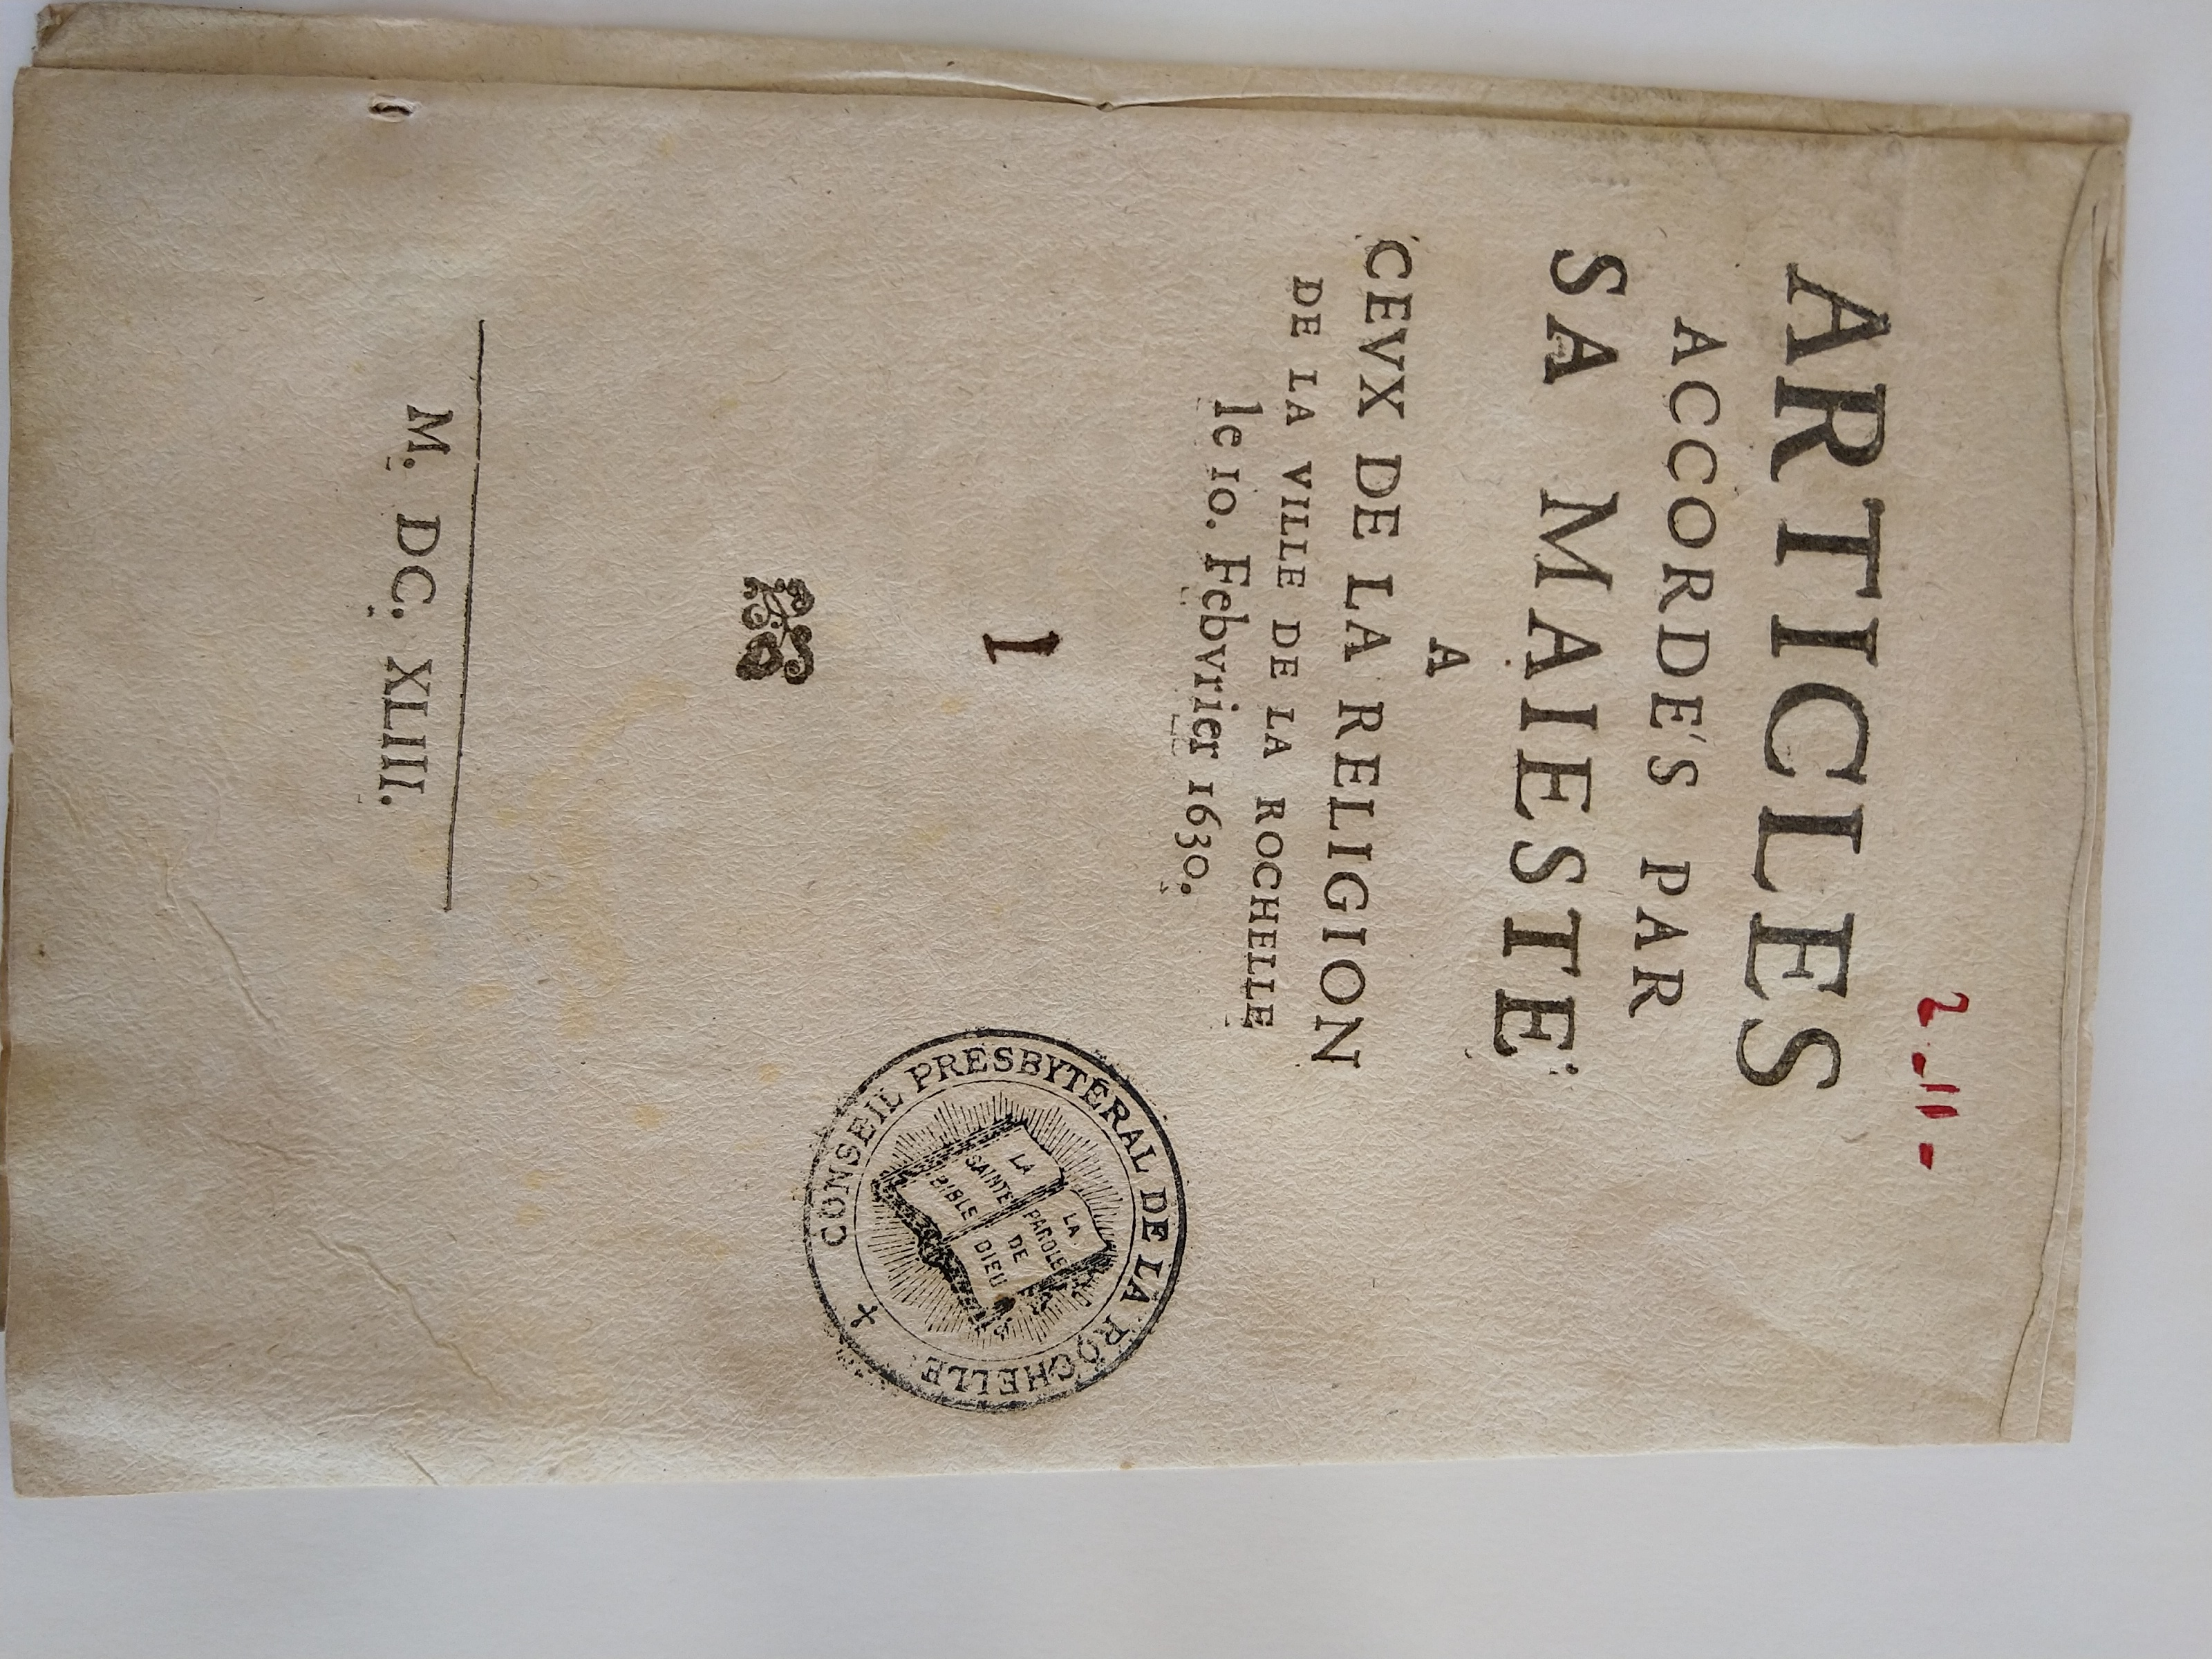 2-11-
ARTICLES
ACCORDE'S PAR
SA MAIESTE'
A
CEVX DE LA RELIGION
DE LA VILLE DE LA ROCHELLE
le 10. Febvrier 1630.
1
CONSEIL PRESBYTÉRAL DE LA ROCHELLE
LA SAINTE BIBLE
LA PAROLE DE DIEU
M. DC. XLIII.